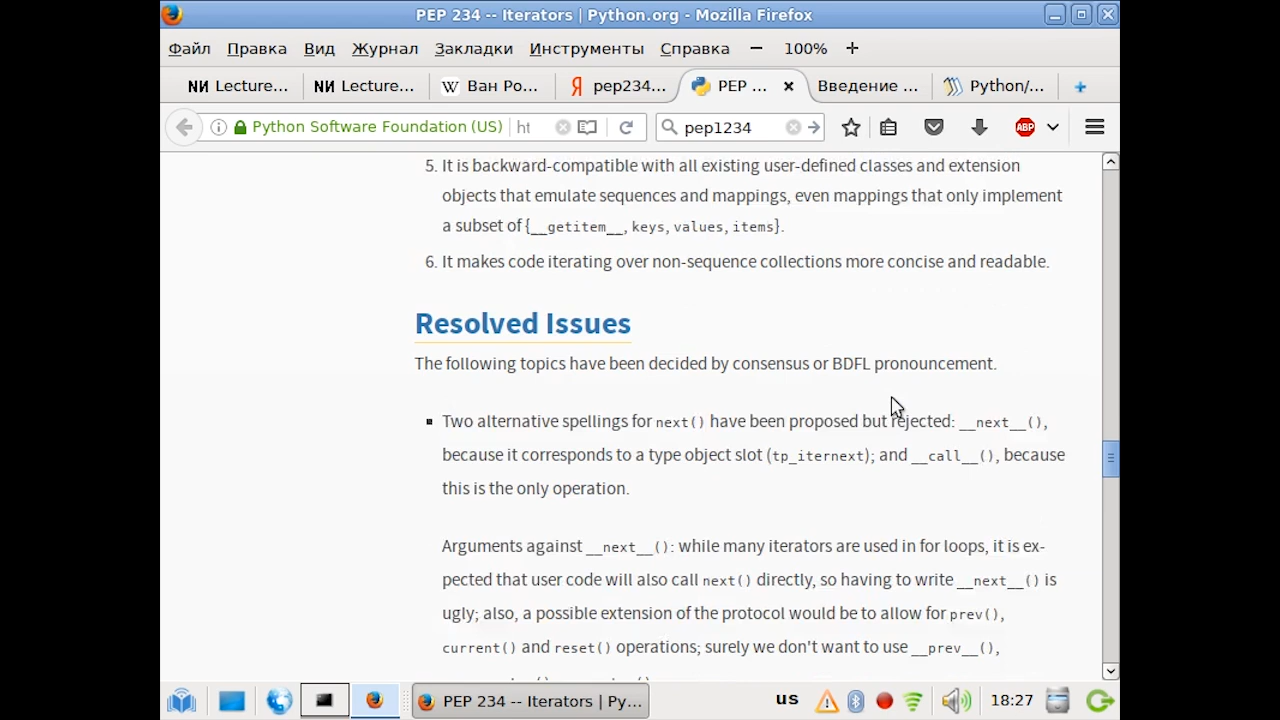 PEP 234 -- Iterators | Python.org - Mozilla Firefox
Файл Правка Вид Журнал Закладки Инструменты Справка − 100% +
Lecture... Lecture... W Ван Ро... Я pep234... PEP ... Введение ... Python/...
Python Software Foundation (US) ht pep1234 ABP
5. It is backward-compatible with all existing user-defined classes and extension
objects that emulate sequences and mappings, even mappings that only implement
a subset of {__getitem__, keys, values, items}.
6. It makes code iterating over non-sequence collections more concise and readable.
Resolved Issues
The following topics have been decided by consensus or BDFL pronouncement.
Two alternative spellings for next() have been proposed but rejected: __next__(),
because it corresponds to a type object slot (tp_iternext); and __call__(), because
this is the only operation.
Arguments against __next__(): while many iterators are used in for loops, it is ex-
pected that user code will also call next() directly, so having to write __next__() is
ugly; also, a possible extension of the protocol would be to allow for prev(),
current() and reset() operations; surely we don't want to use __prev__(),
PEP 234 -- Iterators | Py... us 18:27